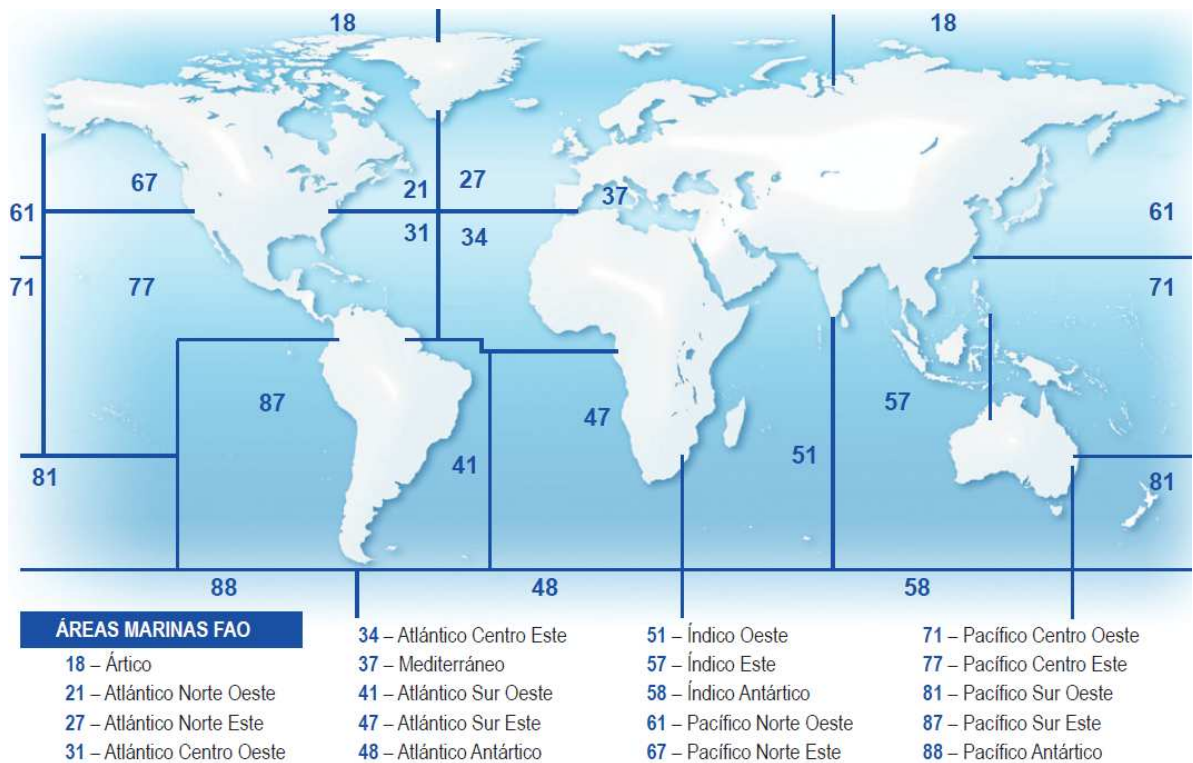 18 18
67 21 27 37
61 61
31 34
71 77 71
87 47 57
41 51
81 81
88 48 58
ÁREAS MARINAS FAO
18 – Ártico
21 – Atlántico Norte Oeste
27 – Atlántico Norte Este
31 – Atlántico Centro Oeste
34 – Atlántico Centro Este
37 – Mediterráneo
41 – Atlántico Sur Oeste
47 – Atlántico Sur Este
48 – Atlántico Antártico
51 – Índico Oeste
57 – Índico Este
58 – Índico Antártico
61 – Pacífico Norte Oeste
67 – Pacífico Norte Este
71 – Pacífico Centro Oeste
77 – Pacífico Centro Este
81 – Pacífico Sur Oeste
87 – Pacífico Sur Este
88 – Pacífico Antártico